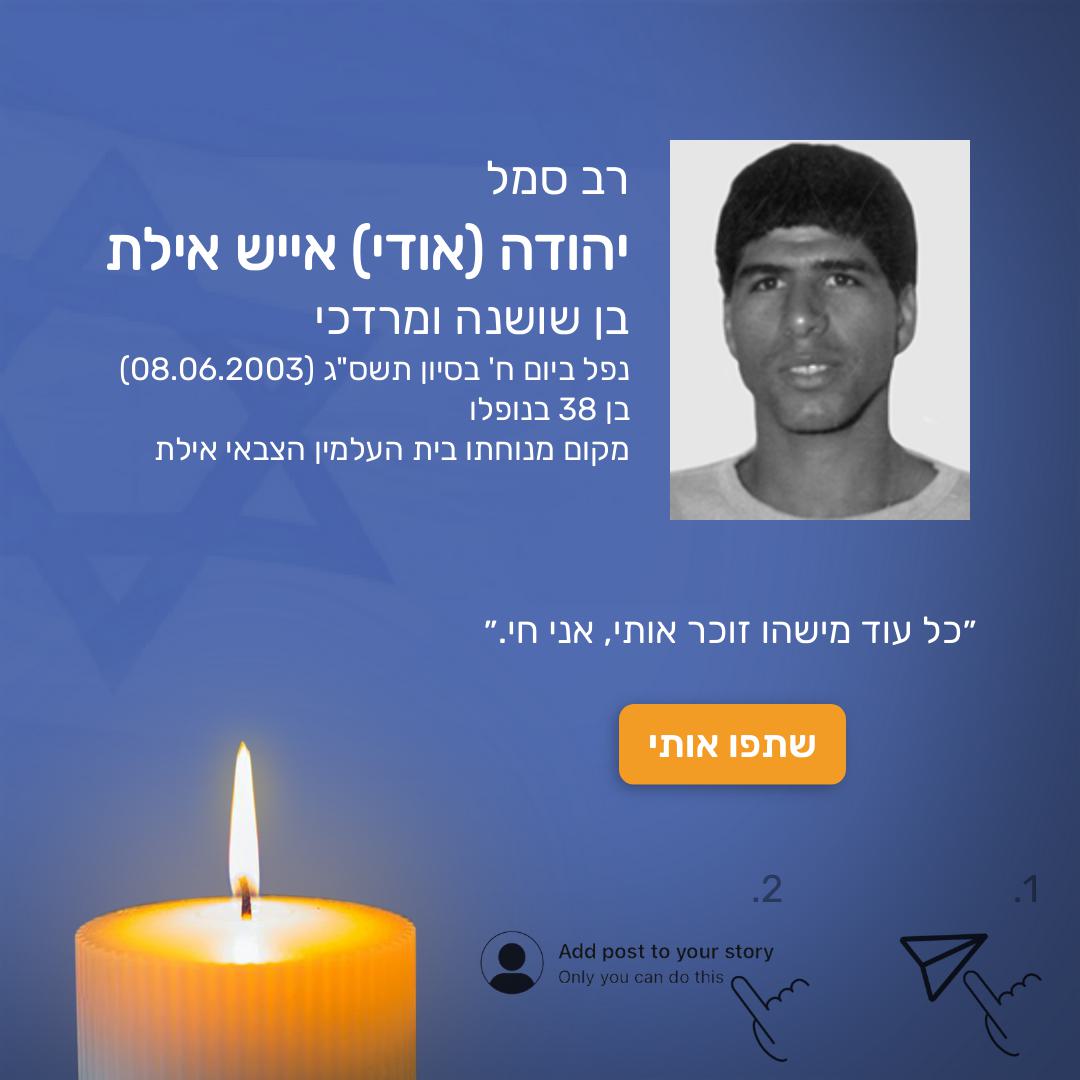 רב סמל
יהודה (אודי) אייש אילת
בן שושנה ומרדכי
נפל ביום ח' בסיון תשס"ג (08.06.2003)
בן 38 בנופלו
מקום מנוחתו בית העלמין הצבאי אילת
״כל עוד מישהו זוכר אותי, אני חי.״
שתפו אותי
.1
.2
Add post to your story
Only you can do this